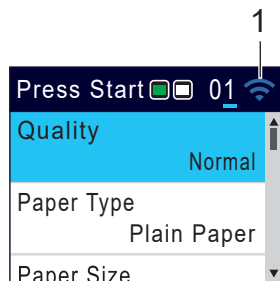 1
Press Start 01
Quality
Normal
Paper Type
Plain Paper
Paper Size